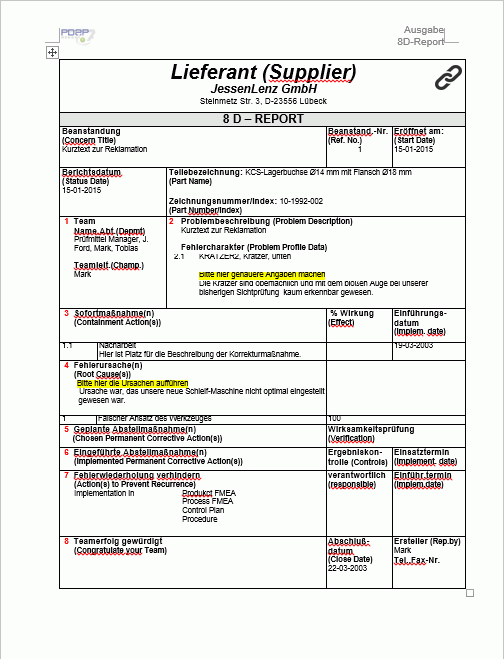 PDAP
Ausgabe
8D-Report
Lieferant (Supplier)
JessenLenz GmbH
Steinmetz Str. 3, D-23556 Lübeck
8 D – REPORT
Beanstandung
(Concern Title)
Kurztext zur Reklamation
Beanstand.-Nr.
(Ref. No.)
1
Eröffnet am:
(Start Date)
15-01-2015
Berichtsdatum
(Status Date)
15-01-2015
Teilebezeichnung: KCS-Lagerbuchse Ø14 mm mit Flansch Ø18 mm
(Part Name)
Zeichnungsnummer/Index: 10-1992-002
(Part Number/Index)
1 Team
Name,Abt.(Depmt)
Prüfmittel Manager, J.
Ford, Mark, Tobias
Teamleit.(Champ.)
Mark
2 Problembeschreibung (Problem Description)
Kurztext zur Reklamation
Fehlercharakter (Problem Profile Data)
2.1 KRATZER2, Kratzer, unten
Bitte hier genauere Angaben machen
Die Kratzer sind oberflächlich und mit dem bloßen Auge bei unserer
bisherigen Sichtprüfung kaum erkennbar gewesen.
3 Sofortmaßnahme(n)
(Containment Action(s))
% Wirkung
(Effect)
Einführungs-
datum
(Implem. date)
1.1 Nacharbeit
Hier ist Platz für die Beschreibung der Korrekturmaßnahme.
19-03-2003
4 Fehlerursache(n)
(Root Cause(s))
Bitte hier die Ursachen aufführen
Ursache war, das unsere neue Schleif-Maschine nicht optimal eingestellt
gewesen war.
1 Falscher Ansatz des Werkzeuges 100
5 Geplante Abstellmaßnahme(n)
(Chosen Permanent Corrective Action(s))
Wirksamkeitsprüfung
(Verification)
6 Eingeführte Abstellmaßnahme(n)
(Implemented Permanent Corrective Action(s))
Ergebniskon-
trolle (Controls)
Einsatztermin
(Implement. date)
7 Fehlerwiederholung verhindern
(Action(s) to Prevent Recurrence)
Implementation in Produkct FMEA
Process FMEA
Control Plan
Procedure
verantwortlich
(responsible)
Einführ.termin
(Implem.date)
8 Teamerfolg gewürdigt
(Congratulate your Team)
Abschluß-
datum
(Close Date)
22-03-2003
Ersteller (Rep.by)
Mark
Tel.,Fax-Nr.